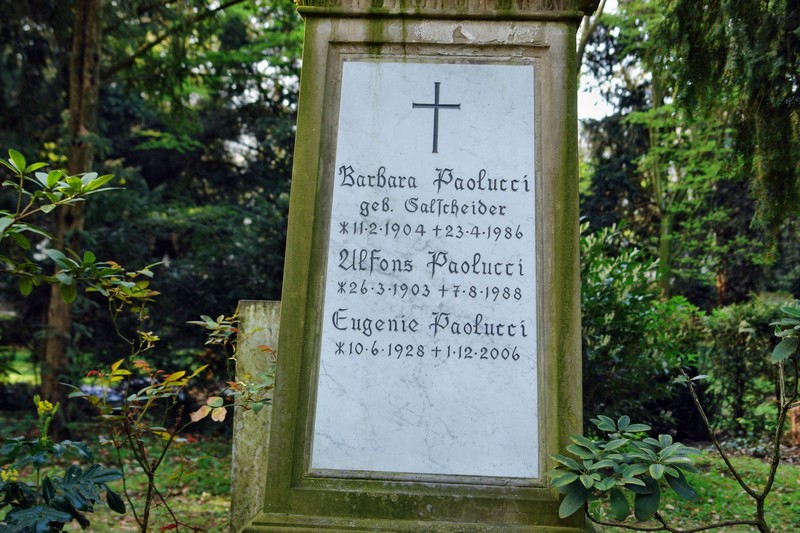 Barbara Paolucci
geb. Salſcheider
*11·2·1904 +23·4·1986
Alfons Paolucci
*26·3·1903 +7·8·1988
Eugenie Paolucci
*10·6·1928 +1·12·2006